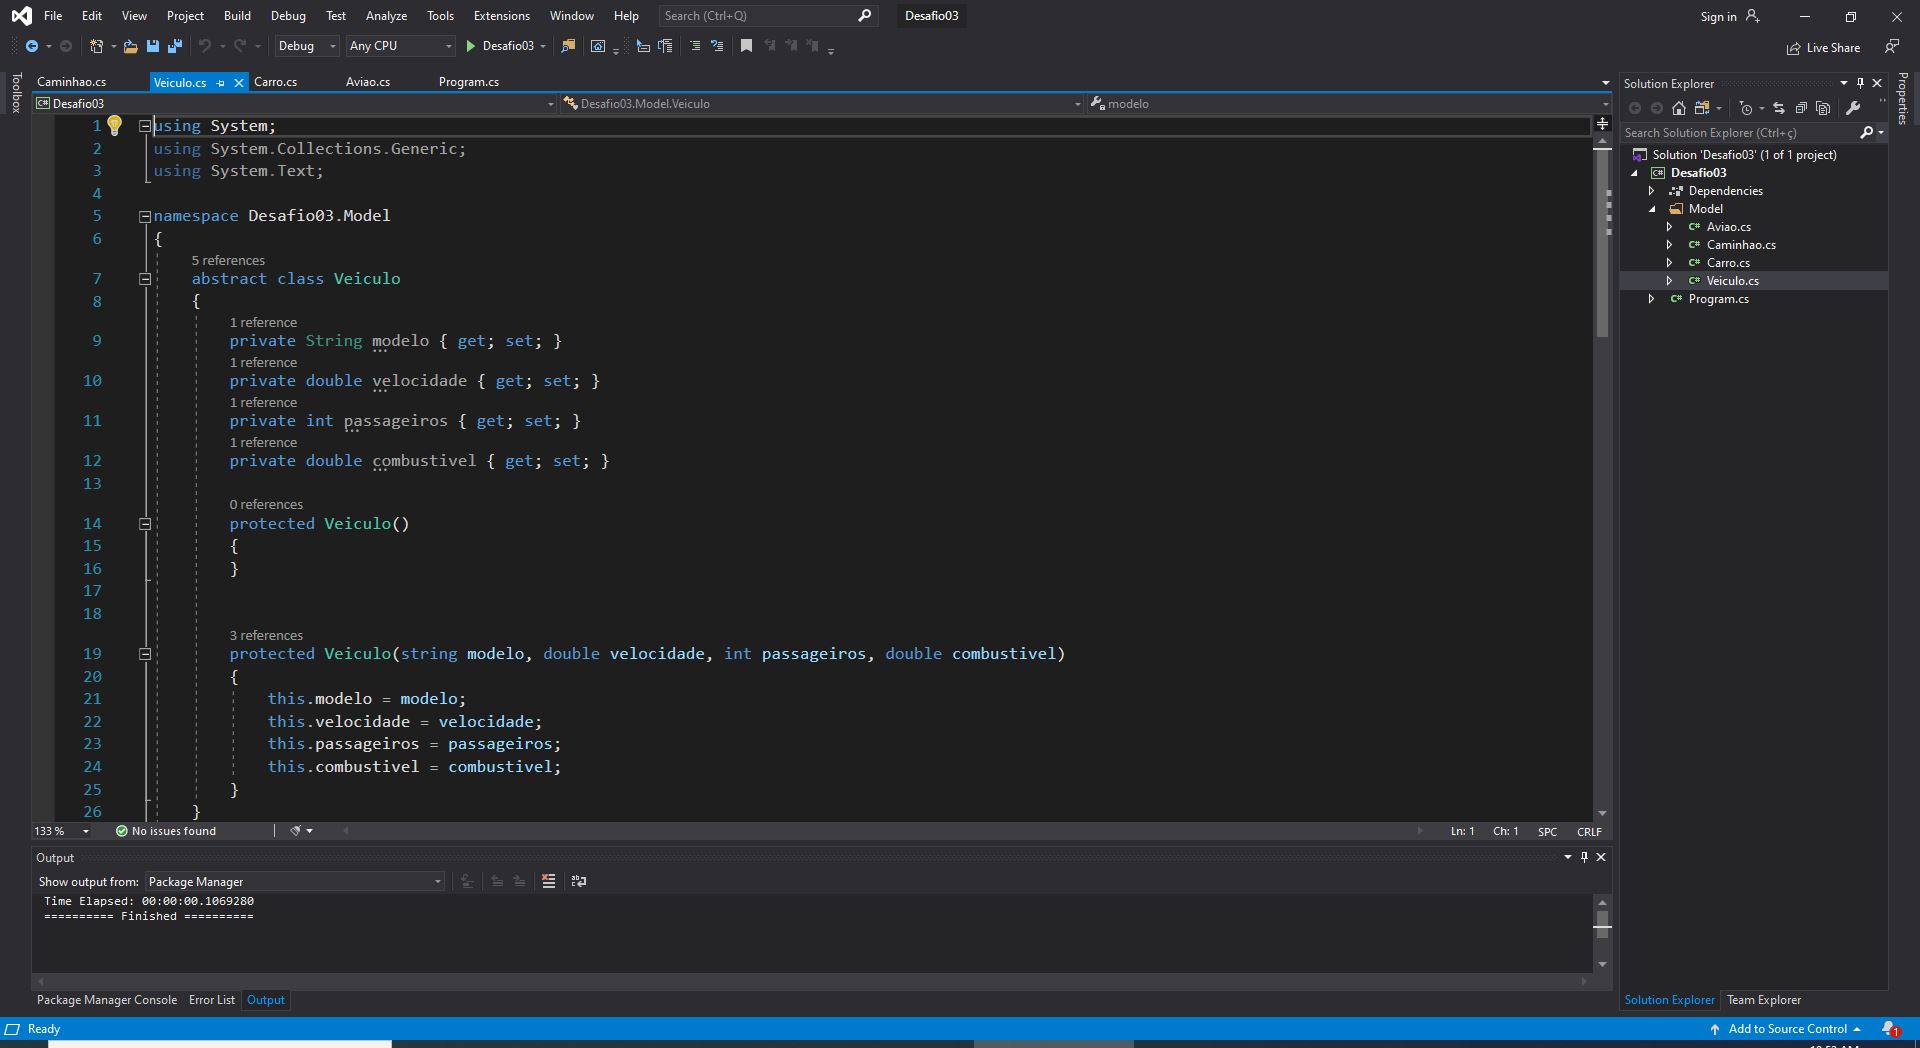 File Edit View Project Build Debug Test Analyze Tools Extensions Window Help Search (Ctrl+Q) Desafio03 Sign in
Debug Any CPU Desafio03 Live Share
Toolbox
Caminhao.cs Veiculo.cs Carro.cs Aviao.cs Program.cs
C# Desafio03 Desafio03.Model.Veiculo modelo
1 using System;
2 using System.Collections.Generic;
3 using System.Text;
4
5 namespace Desafio03.Model
6 {
5 references
7 abstract class Veiculo
8 {
1 reference
9 private String modelo { get; set; }
1 reference
10 private double velocidade { get; set; }
1 reference
11 private int passageiros { get; set; }
1 reference
12 private double combustivel { get; set; }
13
0 references
14 protected Veiculo()
15 {
16 }
17
18
3 references
19 protected Veiculo(string modelo, double velocidade, int passageiros, double combustivel)
20 {
21 this.modelo = modelo;
22 this.velocidade = velocidade;
23 this.passageiros = passageiros;
24 this.combustivel = combustivel;
25 }
26 }
133 % No issues found Ln: 1 Ch: 1 SPC CRLF
Output
Show output from: Package Manager
Time Elapsed: 00:00:00.1069280
========== Finished ==========
Package Manager Console Error List Output
Solution Explorer
Search Solution Explorer (Ctrl+ç)
Solution 'Desafio03' (1 of 1 project)
C# Desafio03
Dependencies
Model
C# Aviao.cs
C# Caminhao.cs
C# Carro.cs
C# Veiculo.cs
C# Program.cs
Solution Explorer Team Explorer
Properties
Ready Add to Source Control 1